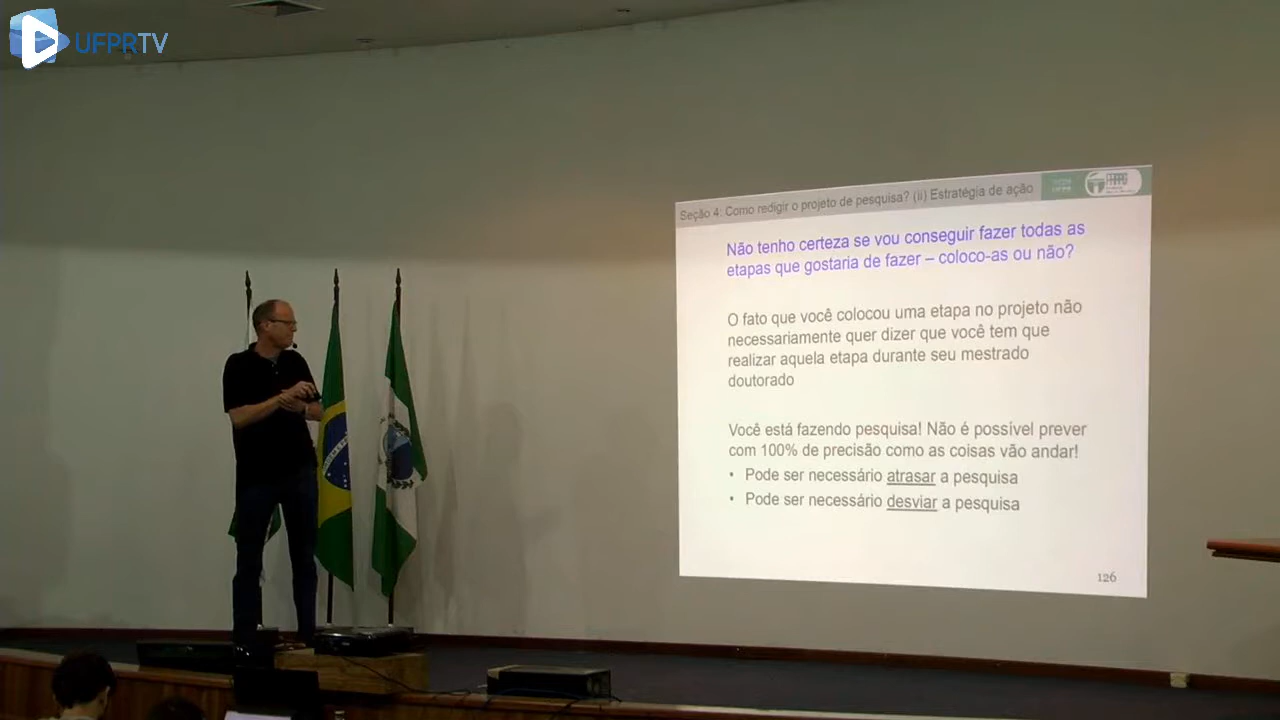 UFPRTV
Seção 4: Como redigir o projeto de pesquisa? (ii) Estratégia de ação
Não tenho certeza se vou conseguir fazer todas as
etapas que gostaria de fazer – coloco-as ou não?
O fato que você colocou uma etapa no projeto não
necessariamente quer dizer que você tem que
realizar aquela etapa durante seu mestrado
doutorado
Você está fazendo pesquisa! Não é possível prever
com 100% de precisão como as coisas vão andar!
• Pode ser necessário atrasar a pesquisa
• Pode ser necessário desviar a pesquisa
126